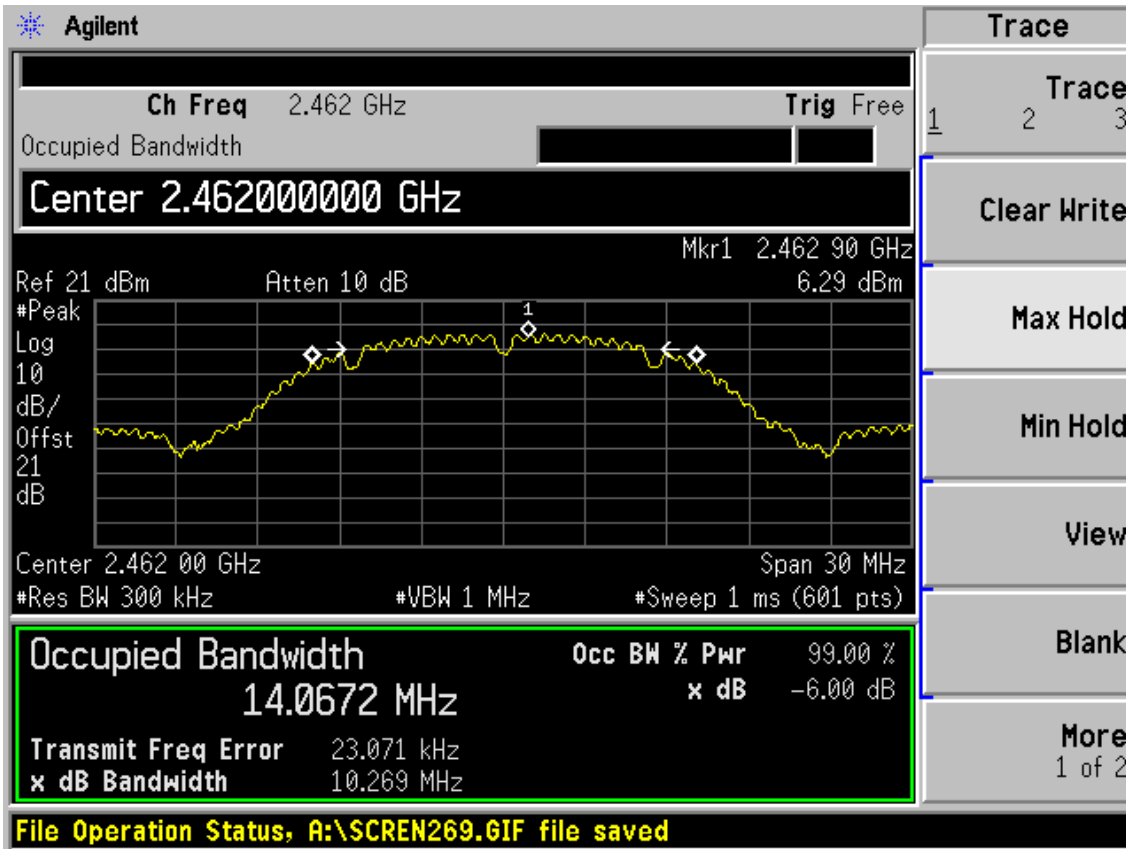 Agilent
Trace
Ch Freq 2.462 GHz Trig Free
Occupied Bandwidth
Center 2.462000000 GHz
Mkr1 2.462 90 GHz
Ref 21 dBm Atten 10 dB 6.29 dBm
#Peak
Log
10
dB/
Offst
21
dB
1
Center 2.462 00 GHz Span 30 MHz
#Res BW 300 kHz #VBW 1 MHz #Sweep 1 ms (601 pts)
Occupied Bandwidth
14.0672 MHz
Occ BW % Pwr 99.00 %
x dB -6.00 dB
Transmit Freq Error 23.071 kHz
x dB Bandwidth 10.269 MHz
File Operation Status, A:\SCREN269.GIF file saved
Trace
1 2 3
Clear Write
Max Hold
Min Hold
View
Blank
More
1 of 2